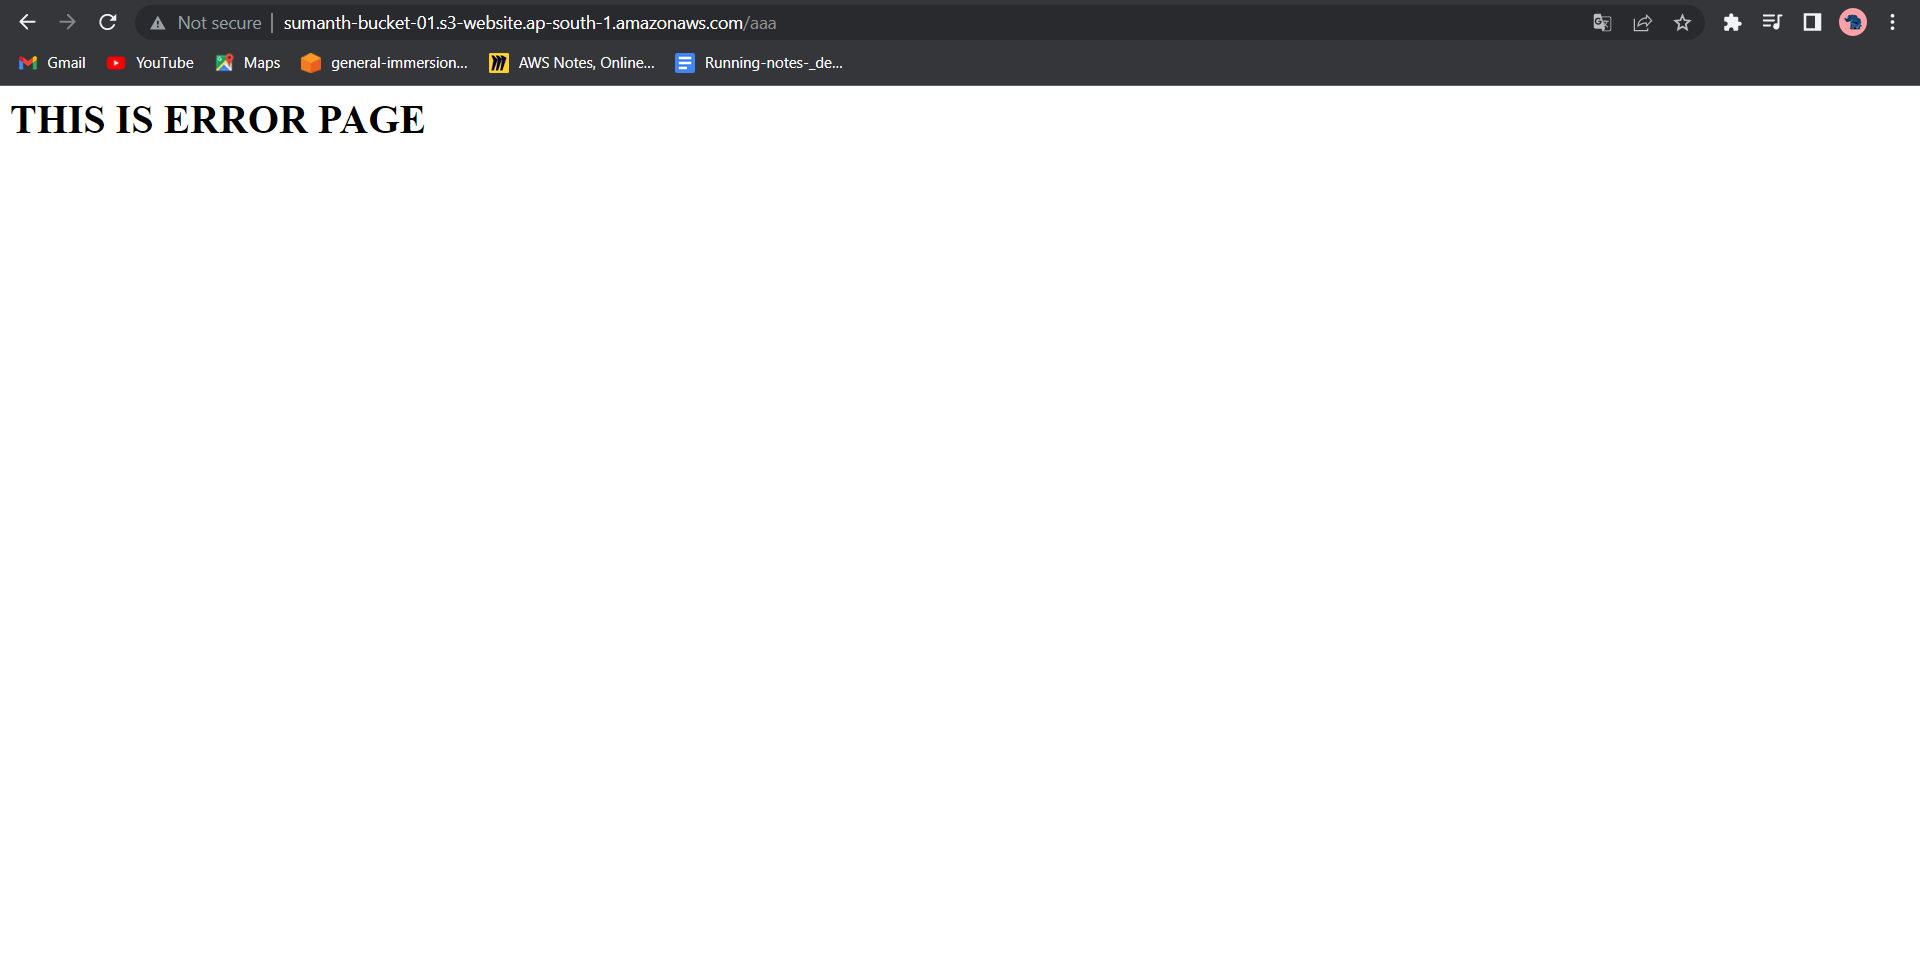 Not secure | sumanth-bucket-01.s3-website.ap-south-1.amazonaws.com/aaa
Gmail YouTube Maps general-immersion... AWS Notes, Online... Running-notes-_de...
THIS IS ERROR PAGE